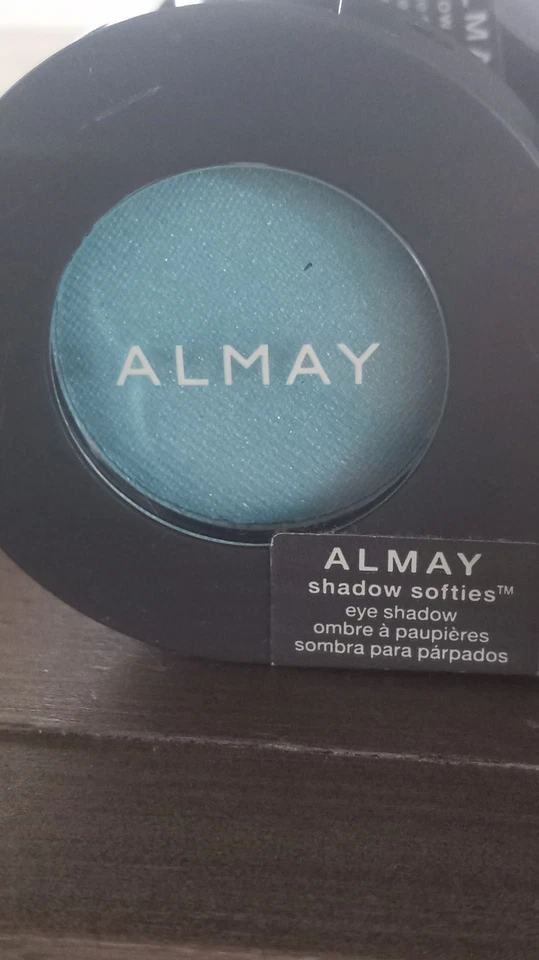 ALMAY
ALMAY
shadow softies™
eye shadow
ombre à paupières
sombra para párpados